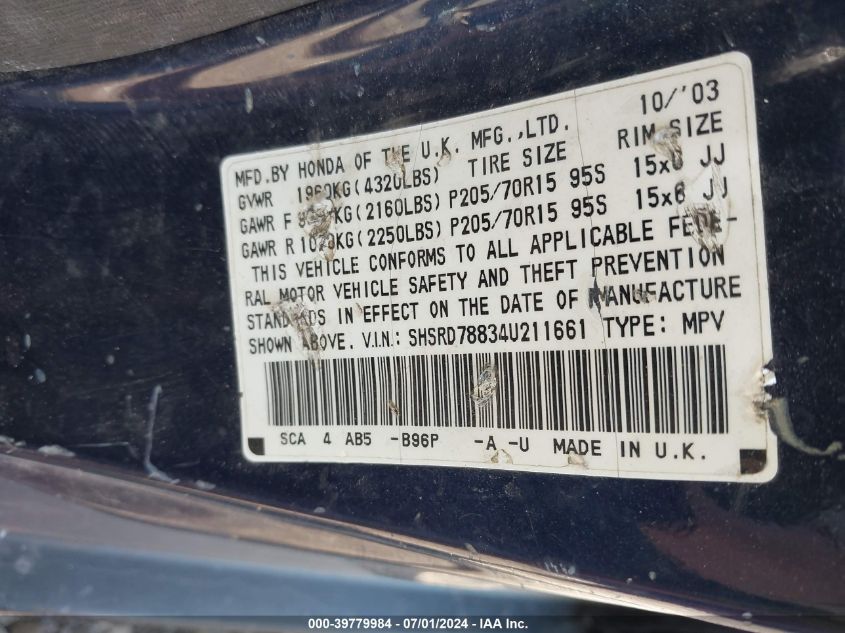 10/'03
MFD.BY HONDA OF THE U.K. MFG.,LTD.
GVWR 1960KG(4320LBS) TIRE SIZE RIM SIZE
GAWR F (2160LBS) P205/70R15 95S 15x6 JJ
GAWR R (2250LBS) P205/70R15 95S 15x6 JJ
THIS VEHICLE CONFORMS TO ALL APPLICABLE FEDE-
RAL MOTOR VEHICLE SAFETY AND THEFT PREVENTION
STANDARDS IN EFFECT ON THE DATE OF MANUFACTURE
SHOWN ABOVE. V.I.N.: SHSRD78834U211661 TYPE: MPV
SCA 4 AB5 -B96P -A -U MADE IN U.K.
000-39779984 - 07/01/2024 - IAA Inc.